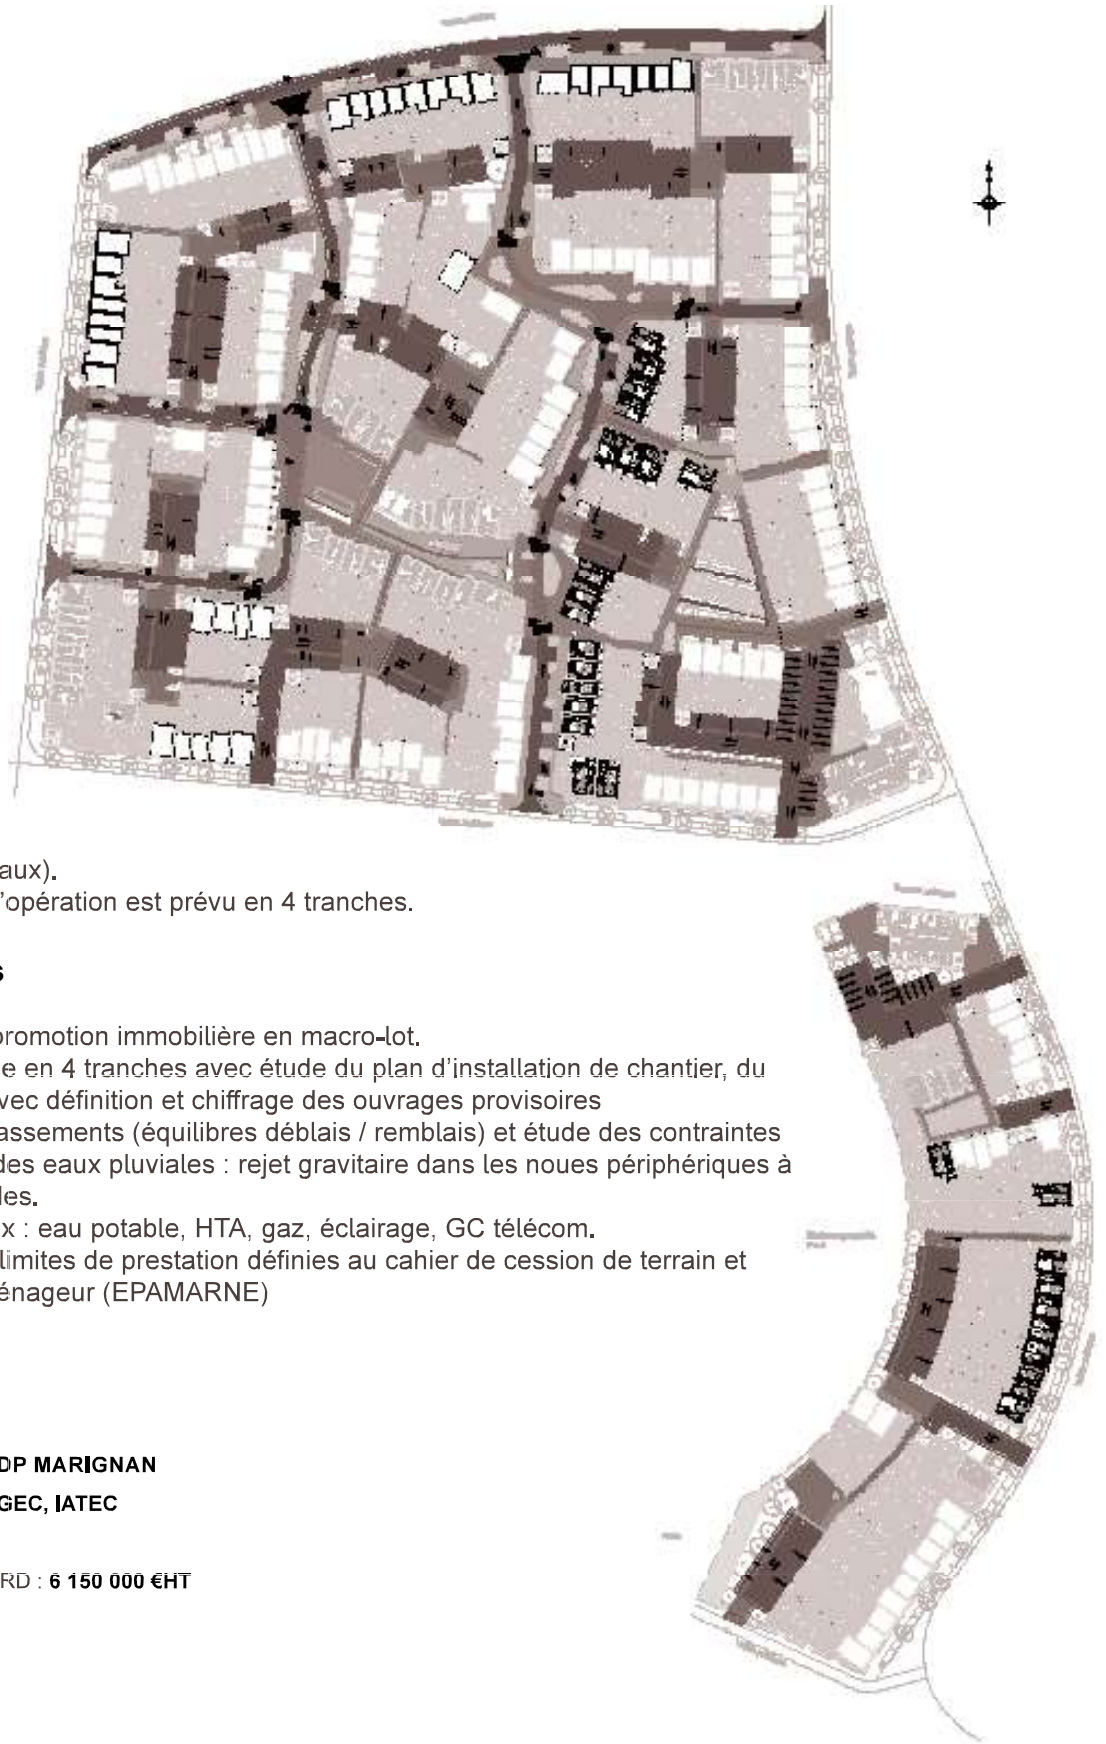 aux).
'opération est prévu en 4 tranches.
s
promotion immobilière en macro-lot.
e en 4 tranches avec étude du plan d'installation de chantier, du
vec définition et chiffrage des ouvrages provisoires
assements (équilibres déblais / remblais) et étude des contraintes
des eaux pluviales : rejet gravitaire dans les noues périphériques à
des.
x : eau potable, HTA, gaz, éclairage, GC télécom.
limites de prestation définies au cahier de cession de terrain et
énageur (EPAMARNE)
DP MARIGNAN
GEC, IATEC
RD : 6 150 000 €HT